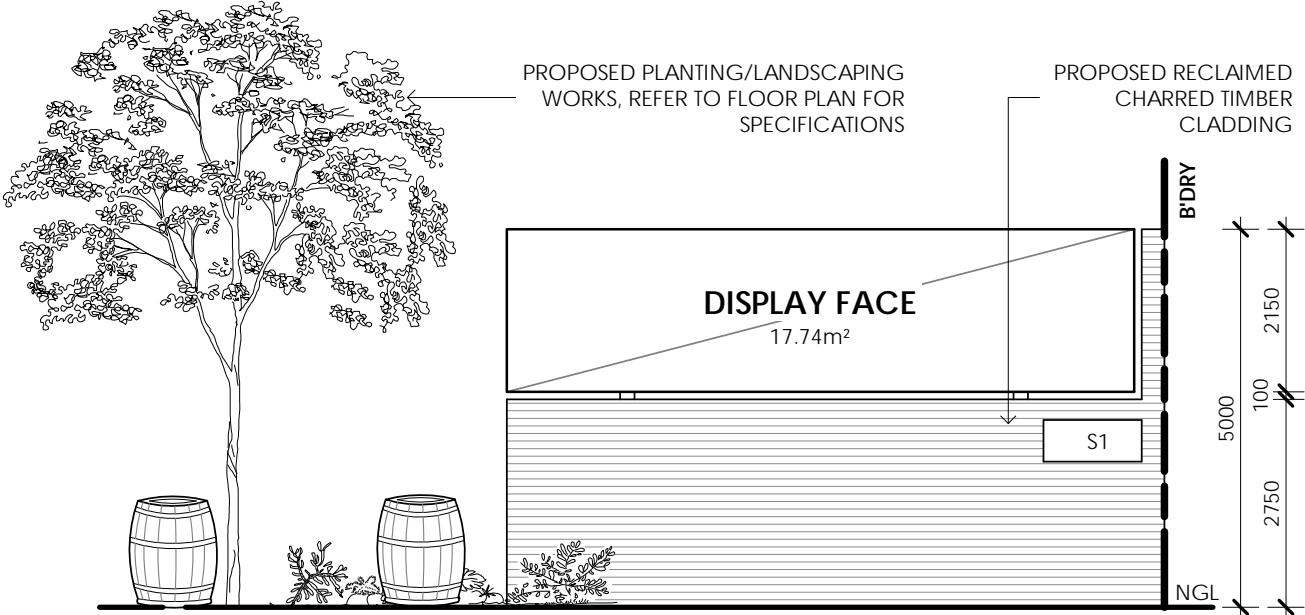 PROPOSED PLANTING/LANDSCAPING
WORKS, REFER TO FLOOR PLAN FOR
SPECIFICATIONS
PROPOSED RECLAIMED
CHARRED TIMBER
CLADDING
B'DRY
DISPLAY FACE
17.74m²
S1
5000
2150
100
2750
NGL